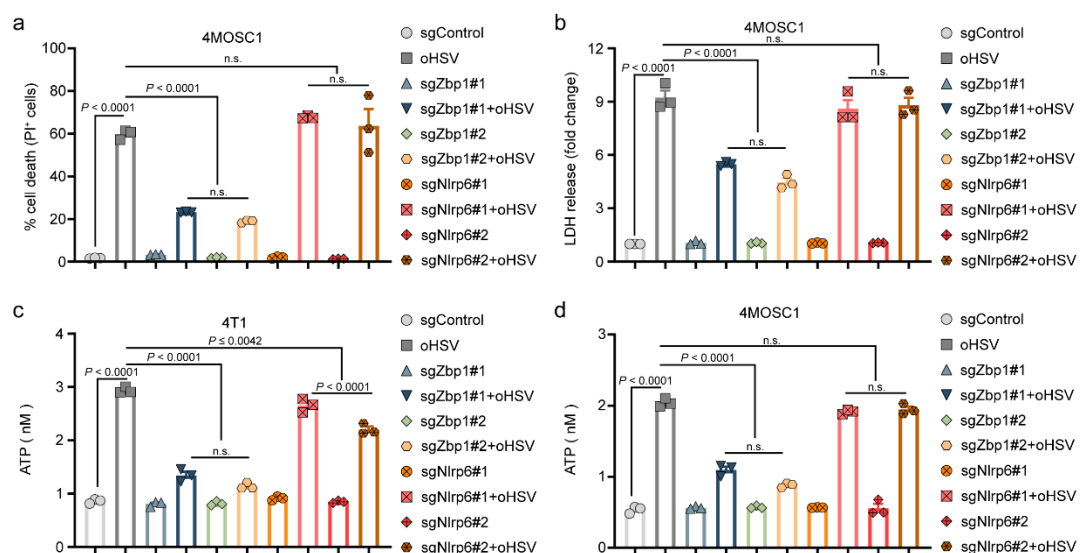 a
4MOSC1
% cell death (PI⁺ cells)
100
80
60
40
20
0
n.s.
n.s.
P < 0.0001
P < 0.0001
n.s.
sgControl
oHSV
sgZbp1#1
sgZbp1#1+oHSV
sgZbp1#2
sgZbp1#2+oHSV
sgNlrp6#1
sgNlrp6#1+oHSV
sgNlrp6#2
sgNlrp6#2+oHSV
b
4MOSC1
LDH release (fold change)
12
9
6
3
0
n.s.
P < 0.0001
P < 0.0001
n.s.
n.s.
sgControl
oHSV
sgZbp1#1
sgZbp1#1+oHSV
sgZbp1#2
sgZbp1#2+oHSV
sgNlrp6#1
sgNlrp6#1+oHSV
sgNlrp6#2
sgNlrp6#2+oHSV
c
4T1
ATP ( nM)
4
3
2
1
0
P ≤ 0.0042
P < 0.0001
P < 0.0001
P < 0.0001
n.s.
sgControl
oHSV
sgZbp1#1
sgZbp1#1+oHSV
sgZbp1#2
sgZbp1#2+oHSV
sgNlrp6#1
sgNlrp6#1+oHSV
sgNlrp6#2
sgNlrp6#2+oHSV
d
4MOSC1
ATP ( nM)
3
2
1
0
n.s.
P < 0.0001
P < 0.0001
n.s.
n.s.
sgControl
oHSV
sgZbp1#1
sgZbp1#1+oHSV
sgZbp1#2
sgZbp1#2+oHSV
sgNlrp6#1
sgNlrp6#1+oHSV
sgNlrp6#2
sgNlrp6#2+oHSV